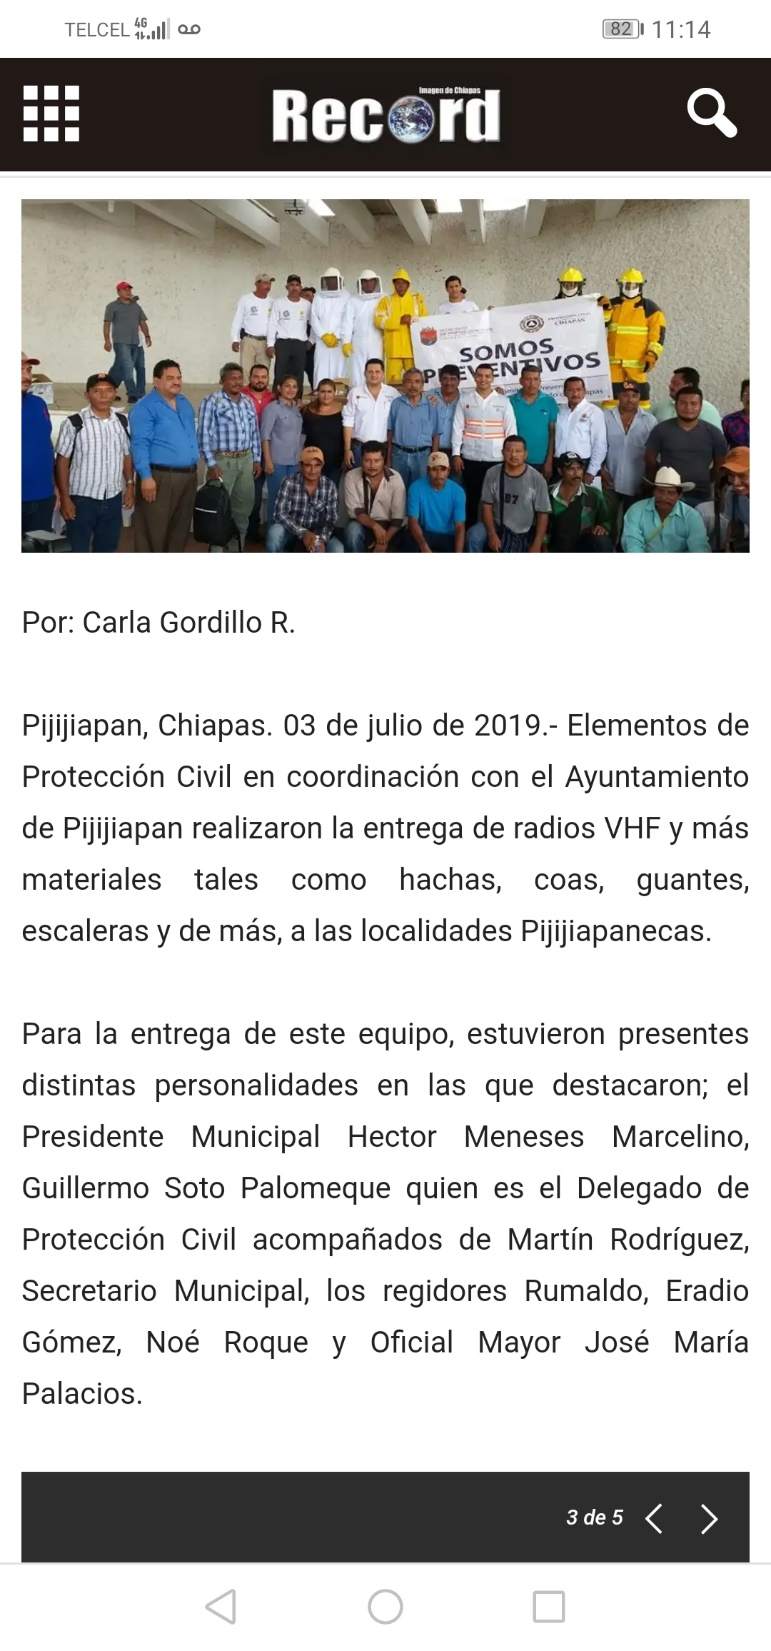 TELCEL 4G 82 11:14
Imagen de Chiapas
Record
CHIAPAS
SOMOS
PREVENTIVOS
97
Por: Carla Gordillo R.
Pijijiapan, Chiapas. 03 de julio de 2019.- Elementos de
Protección Civil en coordinación con el Ayuntamiento
de Pijijiapan realizaron la entrega de radios VHF y más
materiales tales como hachas, coas, guantes,
escaleras y de más, a las localidades Pijijiapanecas.
Para la entrega de este equipo, estuvieron presentes
distintas personalidades en las que destacaron; el
Presidente Municipal Hector Meneses Marcelino,
Guillermo Soto Palomeque quien es el Delegado de
Protección Civil acompañados de Martín Rodríguez,
Secretario Municipal, los regidores Rumaldo, Eradio
Gómez, Noé Roque y Oficial Mayor José María
Palacios.
3 de 5